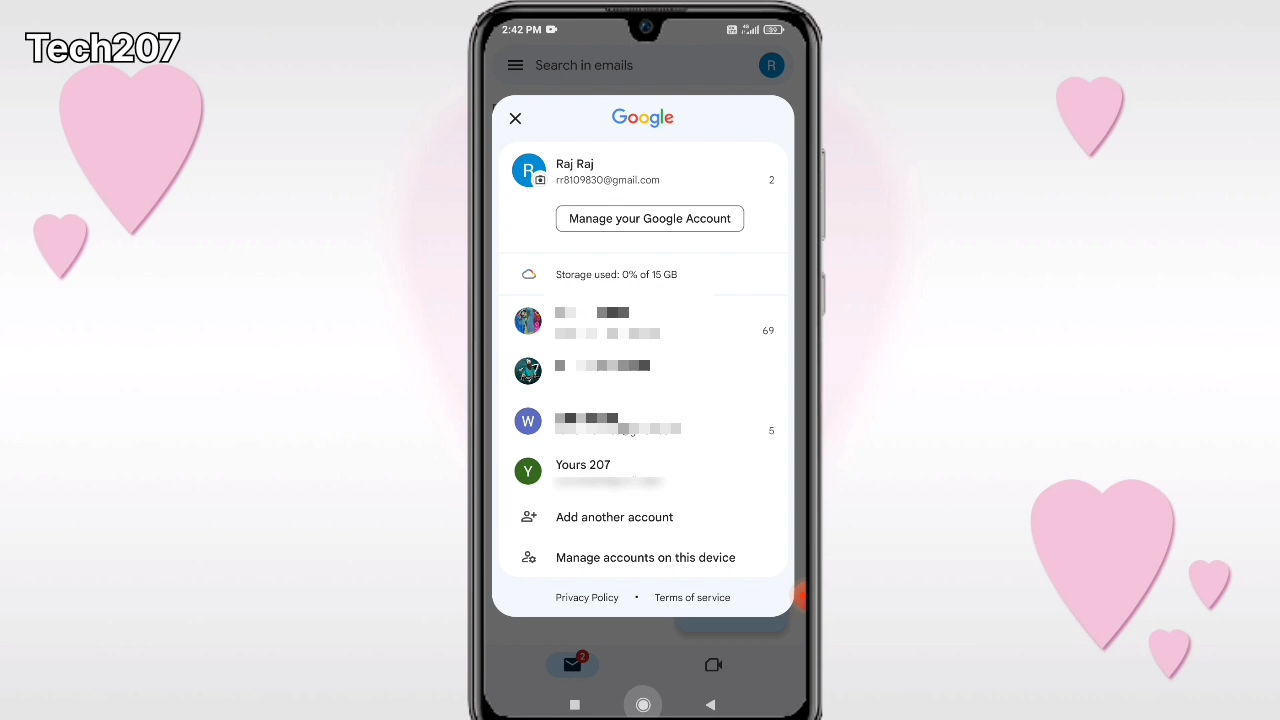 Tech207
2:42 PM
Search in emails
R
Google
R
Raj Raj
rr8109830@gmail.com
2
Manage your Google Account
Storage used: 0% of 15 GB
69
W
5
Y
Yours 207
Add another account
Manage accounts on this device
Privacy Policy • Terms of service
2